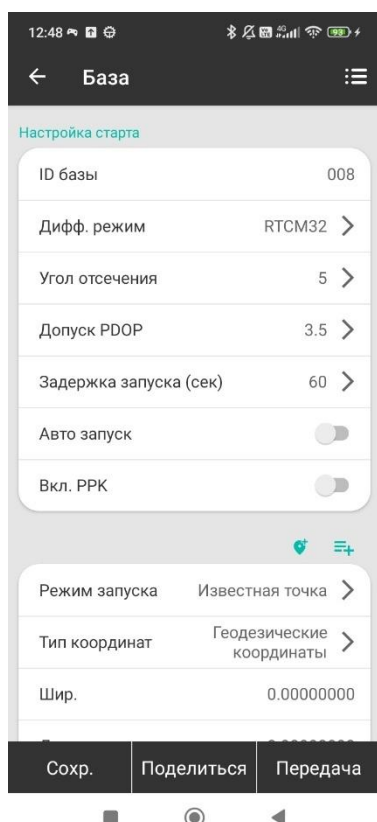 12:48
4G
93
База
Настройка старта
ID базы 008
Дифф. режим RTCM32
Угол отсечения 5
Допуск PDOP 3.5
Задержка запуска (сек) 60
Авто запуск
Вкл. PPK
Режим запуска Известная точка
Тип координат Геодезические
координаты
Шир. 0.00000000
Сохр. Поделиться Передача